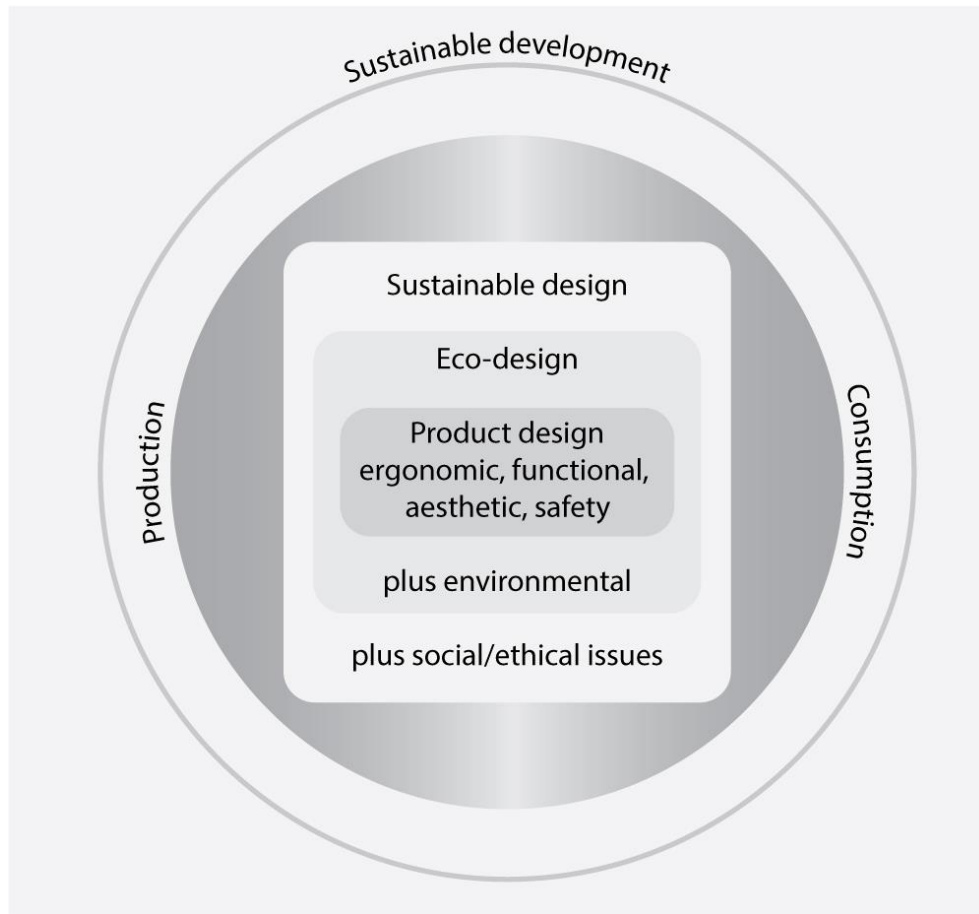 Sustainable development
Sustainable design
Eco-design
Production
Product design
ergonomic, functional,
aesthetic, safety
Consumption
plus environmental
plus social/ethical issues